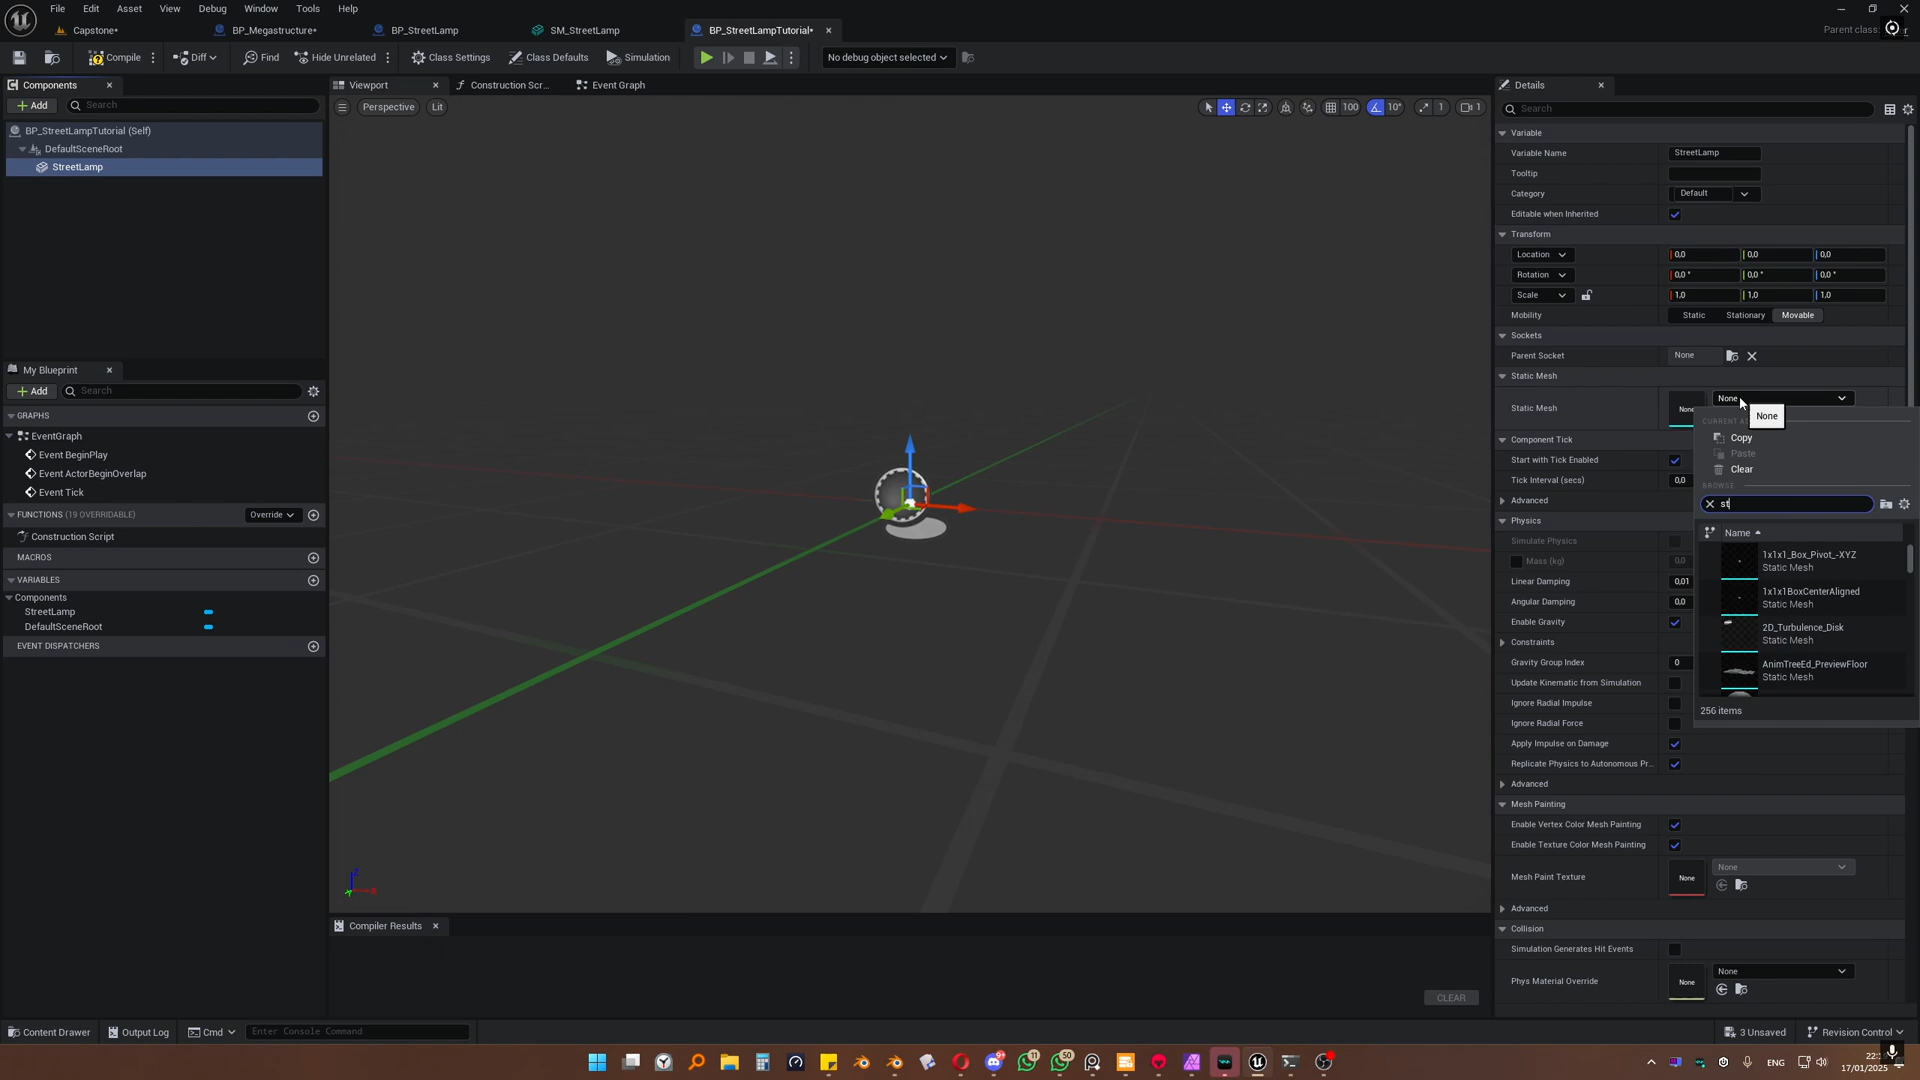 File Edit Asset View Debug Window Tools Help
Capstone• BP_Megastructure• BP_StreetLamp SM_StreetLamp BP_StreetLampTutorial• Parent class:
Compile Diff Find Hide Unrelated Class Settings Class Defaults Simulation No debug object selected
Components
Add Search
BP_StreetLampTutorial (Self)
DefaultSceneRoot
StreetLamp
My Blueprint
Add Search
GRAPHS
EventGraph
Event BeginPlay
Event ActorBeginOverlap
Event Tick
FUNCTIONS (19 OVERRIDABLE) Override
Construction Script
MACROS
VARIABLES
Components
StreetLamp
DefaultSceneRoot
EVENT DISPATCHERS
Viewport Construction Scr... Event Graph
Perspective Lit 100 10° 1 1
Z
Compiler Results
CLEAR
Details
Search
Variable
Variable Name StreetLamp
Tooltip
Category Default
Editable when Inherited
Transform
Location 0,0 0,0 0,0
Rotation 0,0 ° 0,0 ° 0,0 °
Scale 1,0 1,0 1,0
Mobility Static Stationary Movable
Sockets
Parent Socket None
Static Mesh
Static Mesh None None
None
Component Tick
Start with Tick Enabled
Tick Interval (secs) 0,0
Advanced
Physics
Simulate Physics
Mass (kg) 0,0
Linear Damping 0,01
Angular Damping 0,0
Enable Gravity
Constraints
Gravity Group Index 0
Update Kinematic from Simulation
Ignore Radial Impulse
Ignore Radial Force
Apply Impulse on Damage
Replicate Physics to Autonomous Pr...
Advanced
Mesh Painting
Enable Vertex Color Mesh Painting
Enable Texture Color Mesh Painting
Mesh Paint Texture None None
Advanced
Collision
Simulation Generates Hit Events
Phys Material Override None None
Copy
Paste
Clear
BROWSE
st
Name
1x1x1_Box_Pivot_-XYZ
Static Mesh
1x1x1BoxCenterAligned
Static Mesh
2D_Turbulence_Disk
Static Mesh
AnimTreeEd_PreviewFloor
Static Mesh
256 items
Content Drawer Output Log Cmd Enter Console Command 3 Unsaved Revision Control
9+ 11 50 ENG
17/01/2025